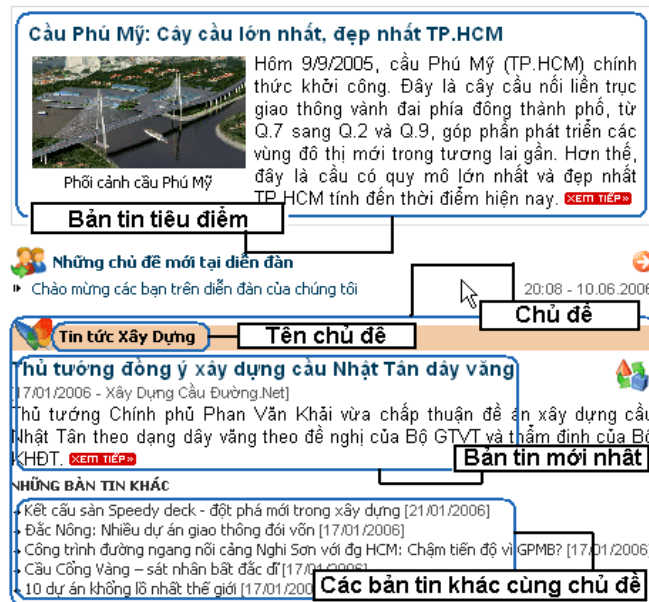 Cầu Phú Mỹ: Cây cầu lớn nhất, đẹp nhất TP.HCM
Hôm 9/9/2005, cầu Phú Mỹ (TP.HCM) chính
thức khởi công. Đây là cây cầu nối liền trục
giao thông vành đai phía đông thành phố, từ
Q.7 sang Q.2 và Q.9, góp phần phát triển các
vùng đô thị mới trong tương lai gần. Hơn thế,
đây là cầu có quy mô lớn nhất và đẹp nhất
TP.HCM tính đến thời điểm hiện nay. XEM TIẾP»
Phối cảnh cầu Phú Mỹ
Bản tin tiêu điểm
Những chủ đề mới tại diễn đàn
Chào mừng các bạn trên diễn đàn của chúng tôi
20:08 - 10.06.2006
Chủ đề
Tin tức Xây Dựng
Tên chủ đề
Thủ tướng đồng ý xây dựng cầu Nhật Tân dây văng
[17/01/2006 - Xây Dựng Cầu Đường.Net]
Thủ tướng Chính phủ Phan Văn Khải vừa chấp thuận đề án xây dựng cầu
Nhật Tân theo dạng dây văng theo đề nghị của Bộ GTVT và thẩm định của Bộ
KHĐT. XEM TIẾP»
Bản tin mới nhât
NHỮNG BẢN TIN KHÁC
Kết cấu sàn Speedy deck - đột phá mới trong xây dựng [21/01/2006]
Đắc Nông: Nhiều dự án giao thông đói vốn [17/01/2006]
Công trình đường ngang nối cảng Nghi Sơn với đg HCM: Chậm tiến độ vì GPMB? [17/01/2006]
Cầu Cổng Vàng – sát nhân bất đắc dĩ [17/01/2006]
10 dự án khổng lồ nhất thế giới [17/01/200
Các bản tin khác cùng chủ đề